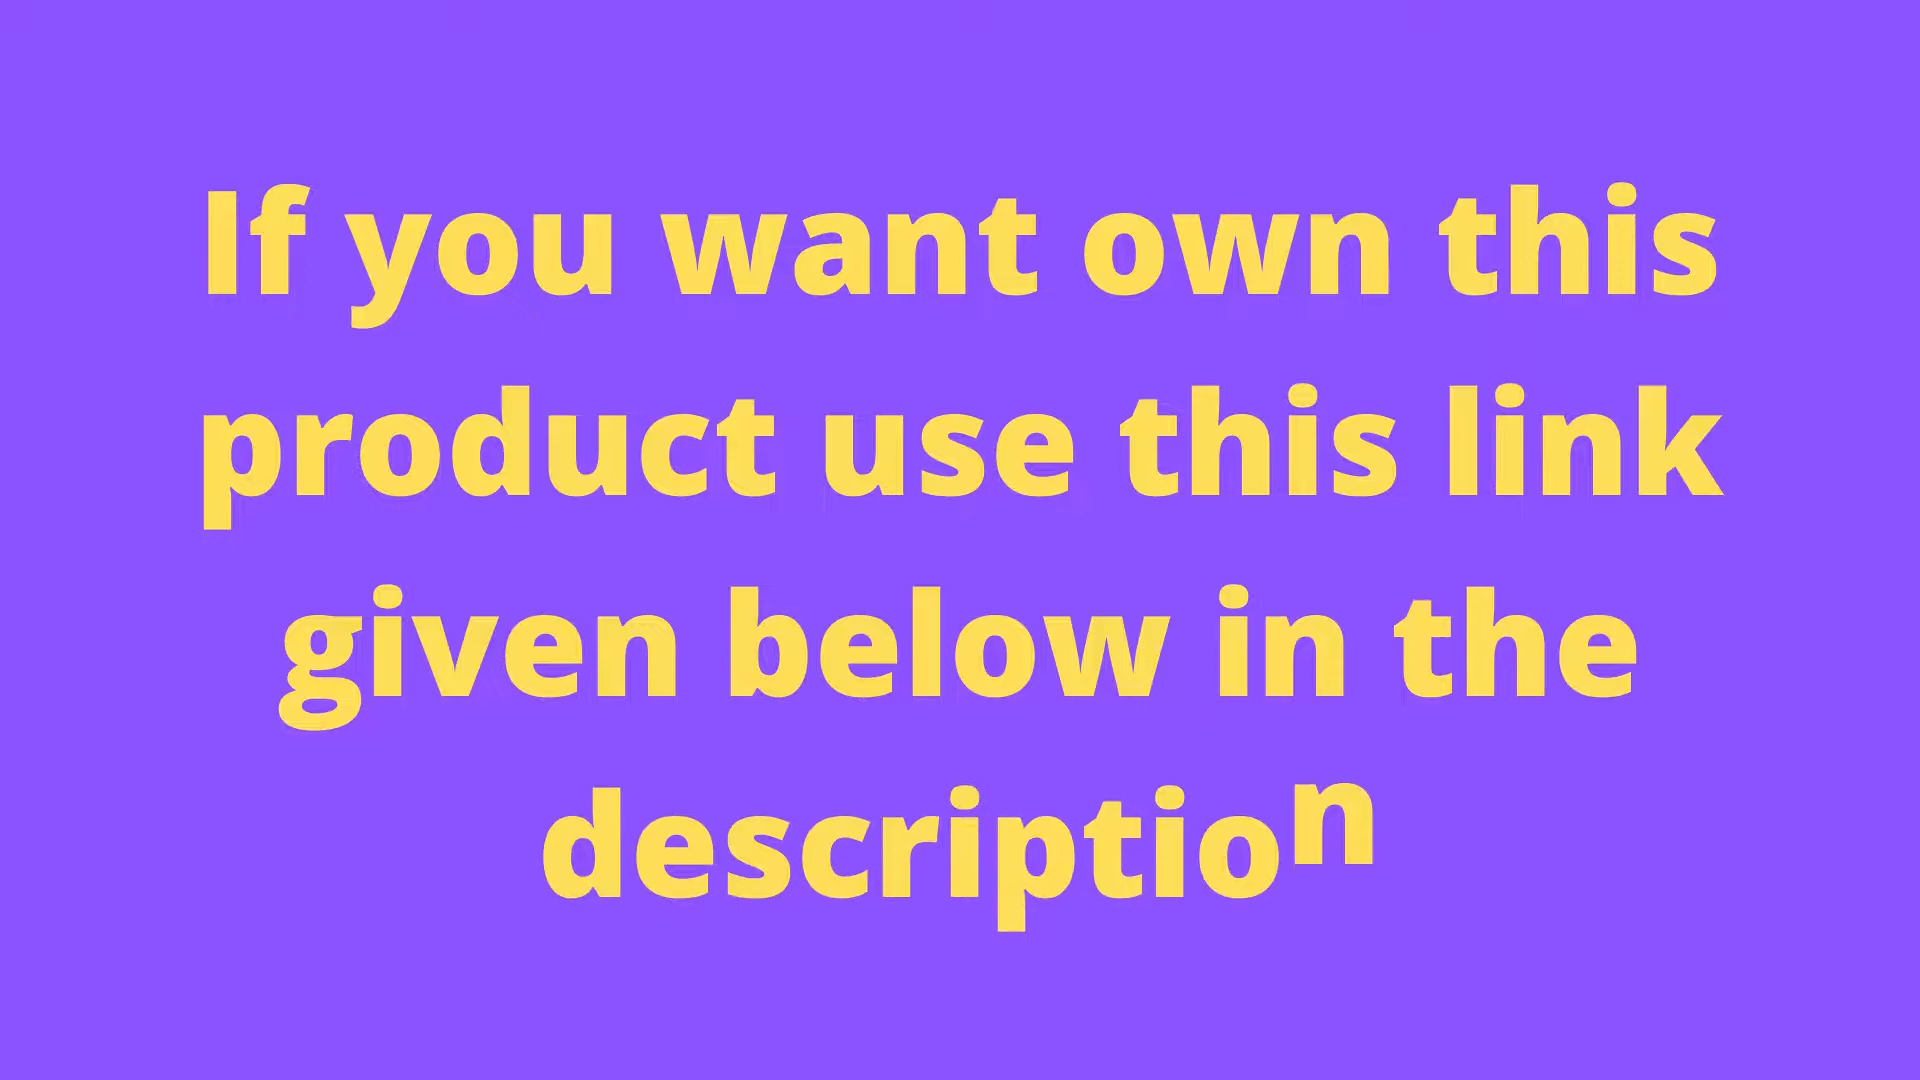 If you want own this
product use this link
given below in the
description